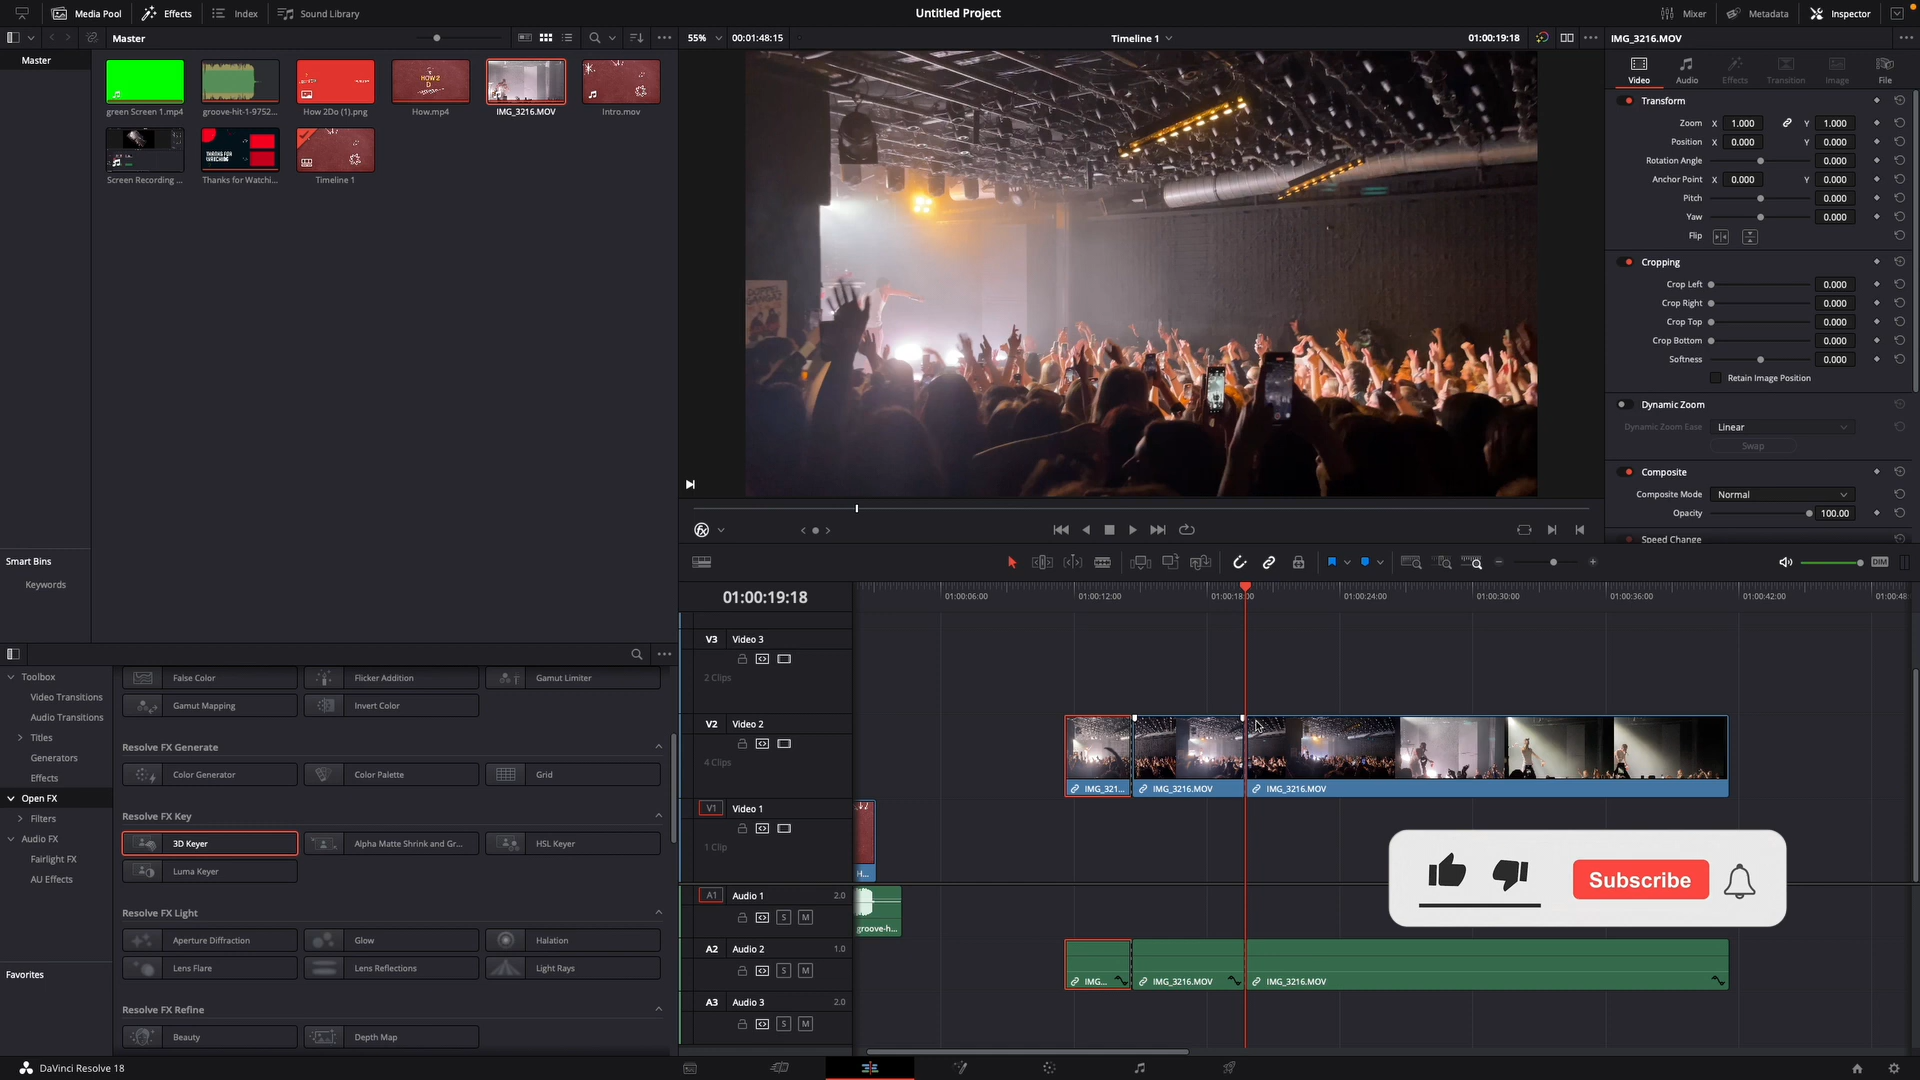 Media Pool
Effects
Index
Sound Library
Untitled Project
Mixer
Metadata
Inspector
Master
55%
00:01:48:15
Timeline 1
01:00:19:18
IMG_3216.MOV
Master
green Screen 1.mp4
groove-hit-1-9752...
How 2Do (1).png
How.mp4
IMG_3216.MOV
Intro.mov
Screen Recording ...
Thanks for Watchi...
Timeline 1
HOW 2
D
THANKS FOR
WATCHING
Smart Bins
Keywords
Video
Audio
Effects
Transition
Image
File
Transform
Zoom X 1.000 Y 1.000
Position X 0.000 Y 0.000
Rotation Angle 0.000
Anchor Point X 0.000 Y 0.000
Pitch 0.000
Yaw 0.000
Flip
Cropping
Crop Left 0.000
Crop Right 0.000
Crop Top 0.000
Crop Bottom 0.000
Softness 0.000
Retain Image Position
Dynamic Zoom
Dynamic Zoom Ease Linear
Swap
Composite
Composite Mode Normal
Opacity 100.00
Speed Change
DIM
01:00:19:18
01:00:06:00
01:00:12:00
01:00:18:00
01:00:24:00
01:00:30:00
01:00:36:00
01:00:42:00
01:00:48:
V3 Video 3
2 Clips
V2 Video 2
4 Clips
V1 Video 1
1 Clip
A1 Audio 1 2.0
S M
A2 Audio 2 1.0
S M
A3 Audio 3 2.0
S M
IMG_321...
IMG_3216.MOV
IMG_3216.MOV
H...
groove-h...
IMG...
IMG_3216.MOV
IMG_3216.MOV
Subscribe
Toolbox
Video Transitions
Audio Transitions
Titles
Generators
Effects
Open FX
Filters
Audio FX
Fairlight FX
AU Effects
Favorites
False Color
Flicker Addition
Gamut Limiter
Gamut Mapping
Invert Color
Resolve FX Generate
Color Generator
Color Palette
Grid
Resolve FX Key
3D Keyer
Alpha Matte Shrink and Gr...
HSL Keyer
Luma Keyer
Resolve FX Light
Aperture Diffraction
Glow
Halation
Lens Flare
Lens Reflections
Light Rays
Resolve FX Refine
Beauty
Depth Map
DaVinci Resolve 18